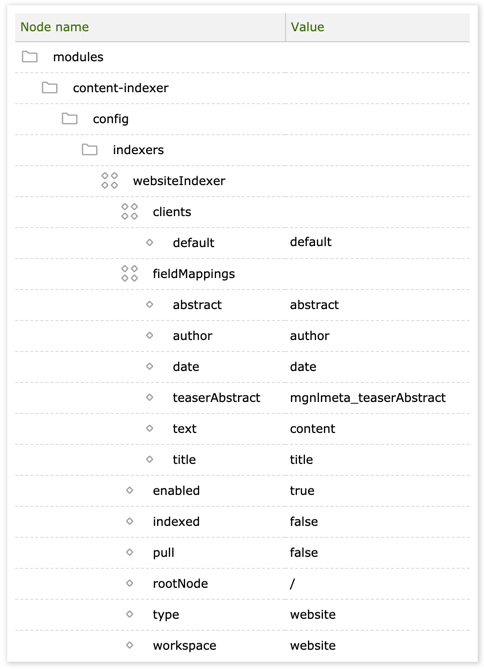 Node name Value
modules
content-indexer
config
indexers
websiteIndexer
clients
default default
fieldMappings
abstract abstract
author author
date date
teaserAbstract mgnlmeta_teaserAbstract
text content
title title
enabled true
indexed false
pull false
rootNode /
type website
workspace website